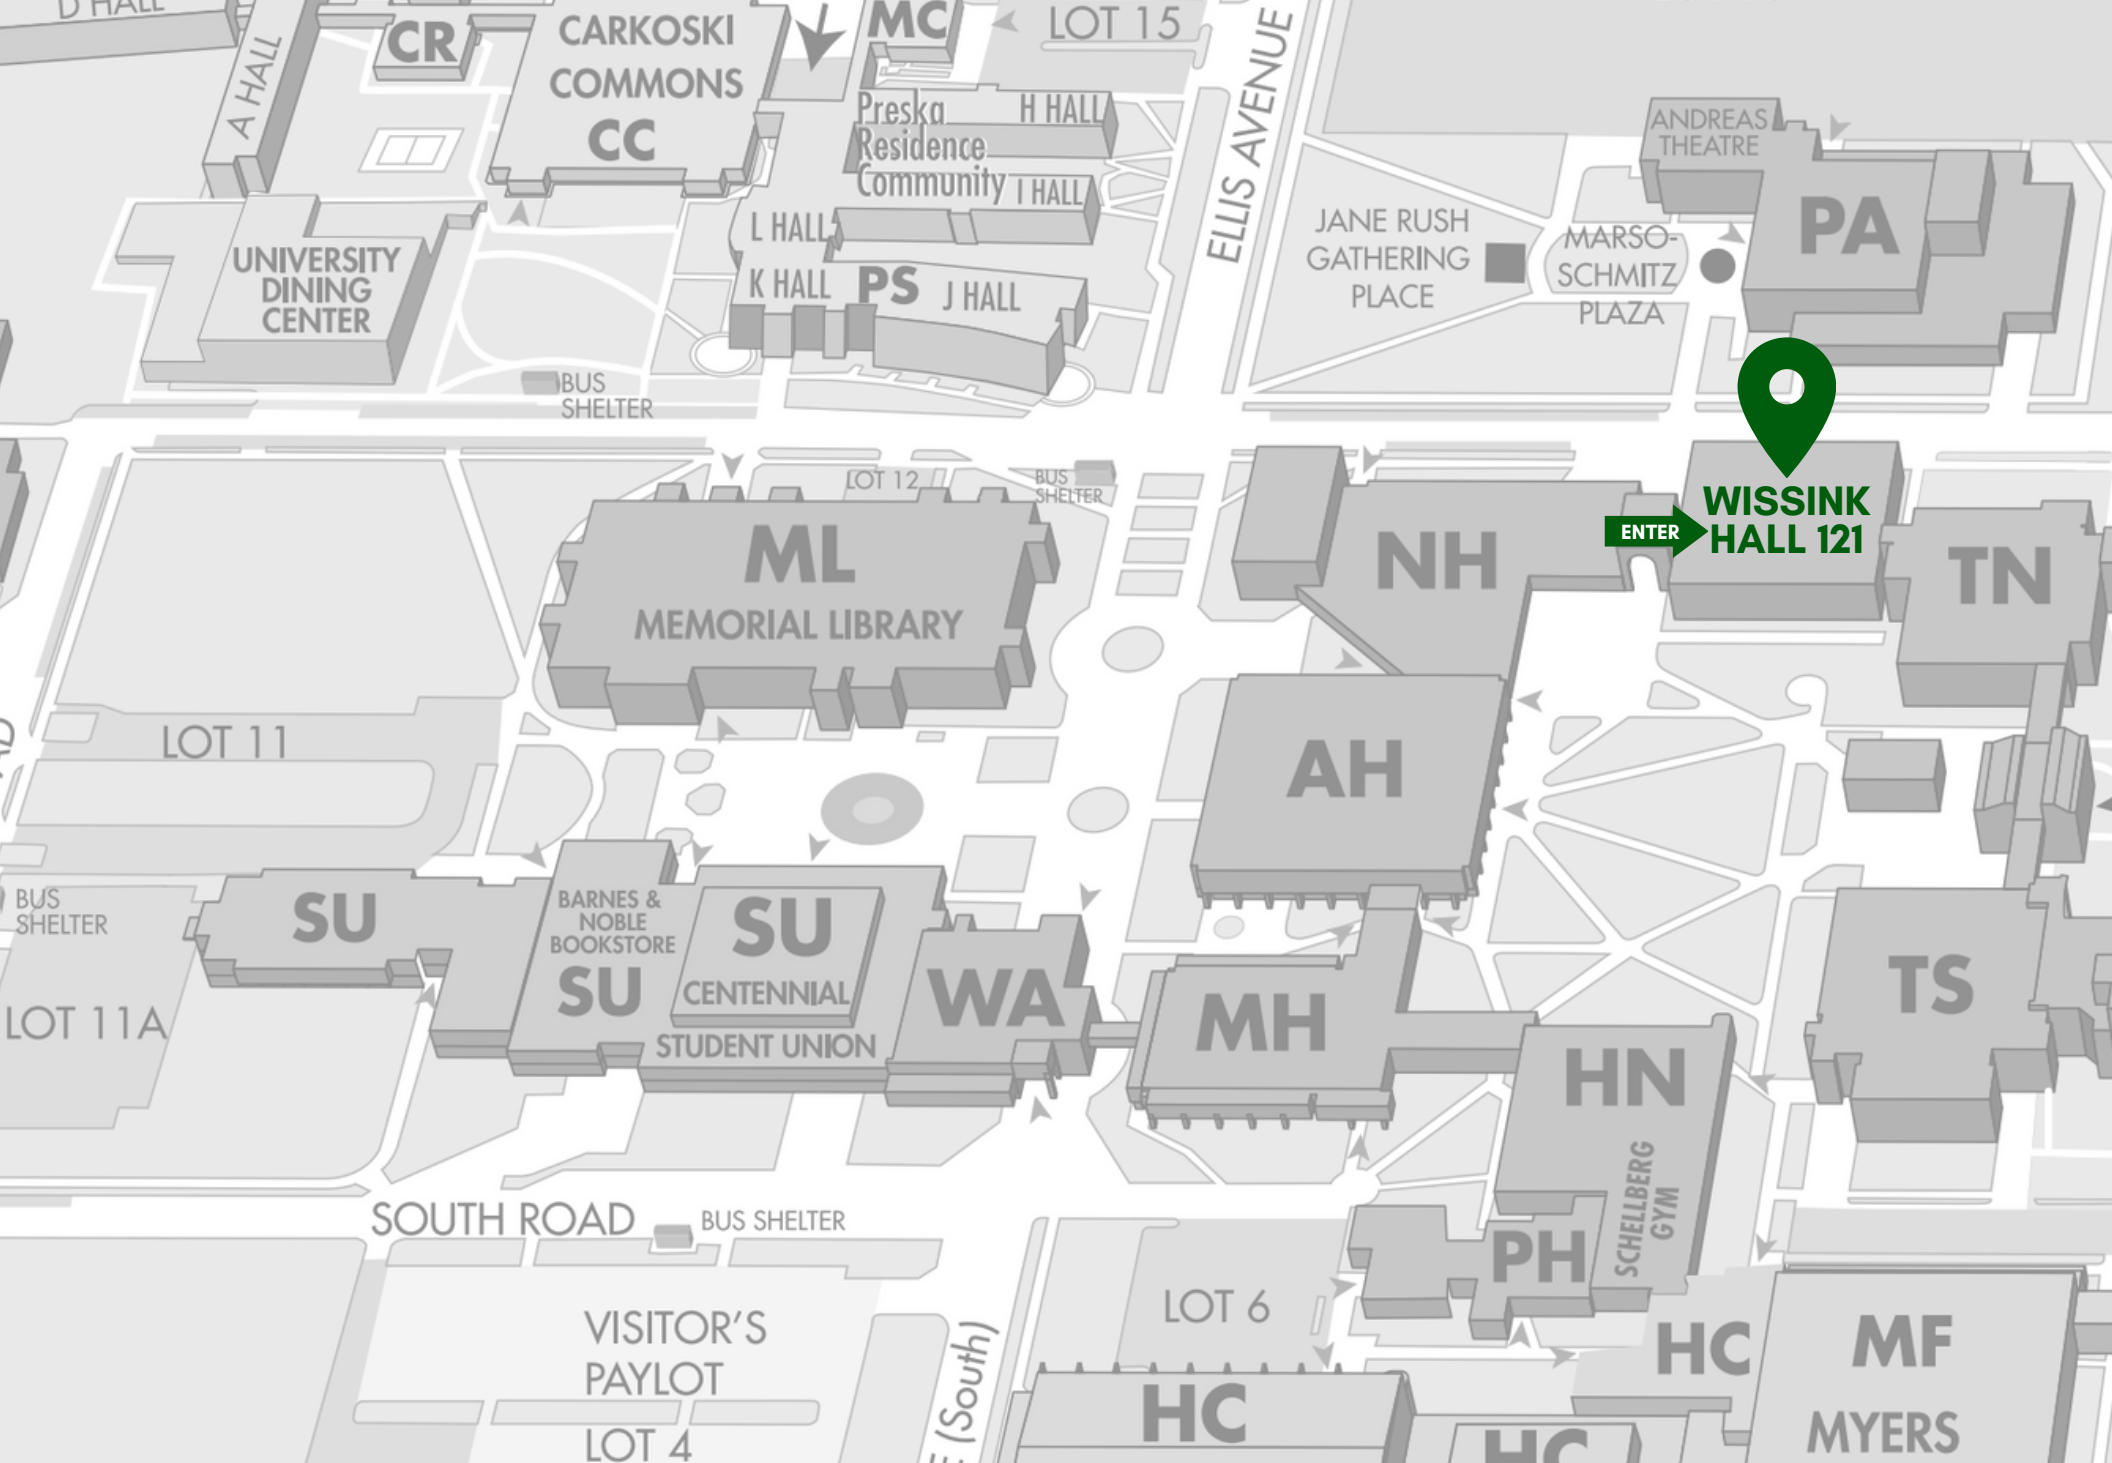 D HALL
A HALL
CR
CARKOSKI
COMMONS
CC
MC
LOT 15
Preska
Residence
Community
H HALL
I HALL
L HALL
K HALL
PS
J HALL
ELLIS AVENUE
UNIVERSITY
DINING
CENTER
BUS
SHELTER
JANE RUSH
GATHERING
PLACE
MARSO-
SCHMITZ
PLAZA
ANDREAS
THEATRE
PA
LOT 12
BUS
SHELTER
ML
MEMORIAL LIBRARY
NH
ENTER
WISSINK
HALL 121
TN
LOT 11
AH
BUS
SHELTER
SU
BARNES &
NOBLE
BOOKSTORE
SU
SU
CENTENNIAL
STUDENT UNION
WA
MH
HN
SCHELLBERG
GYM
TS
LOT 11A
SOUTH ROAD
BUS SHELTER
PH
LOT 6
VISITOR'S
PAYLOT
LOT 4
(South)
HC
HC
HC
MF
MYERS